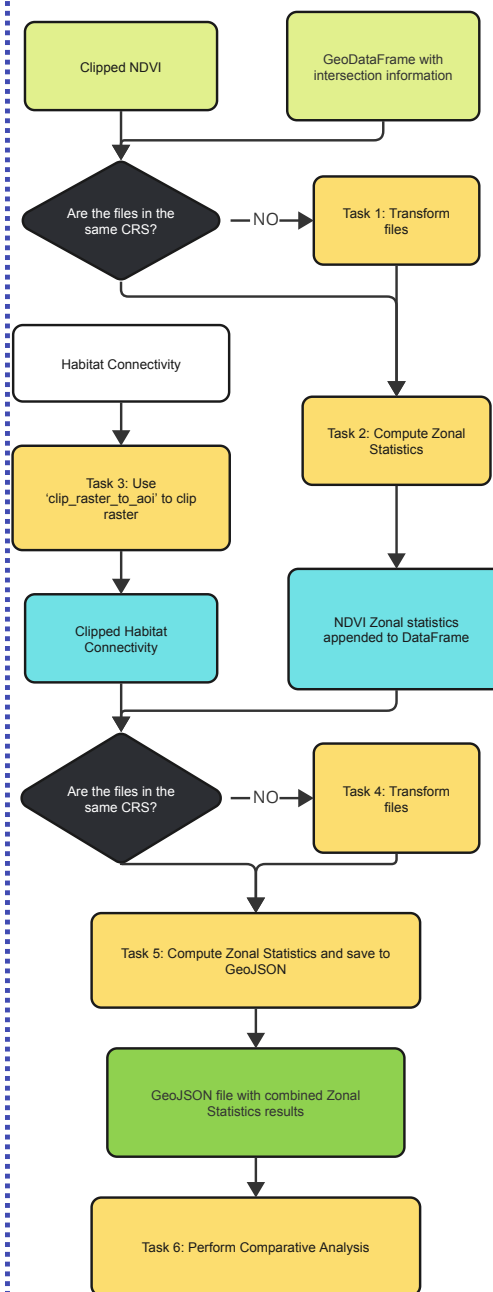 Clipped NDVI
GeoDataFrame with
intersection information
Are the files in the
same CRS?
NO
Task 1: Transform
files
Habitat Connectivity
Task 2: Compute Zonal
Statistics
Task 3: Use
‘clip_raster_to_aoi’ to clip
raster
Clipped Habitat
Connectivity
NDVI Zonal statistics
appended to DataFrame
Are the files in the
same CRS?
NO
Task 4: Transform
files
Task 5: Compute Zonal Statistics and save to
GeoJSON
GeoJSON file with combined Zonal
Statistics results
Task 6: Perform Comparative Analysis